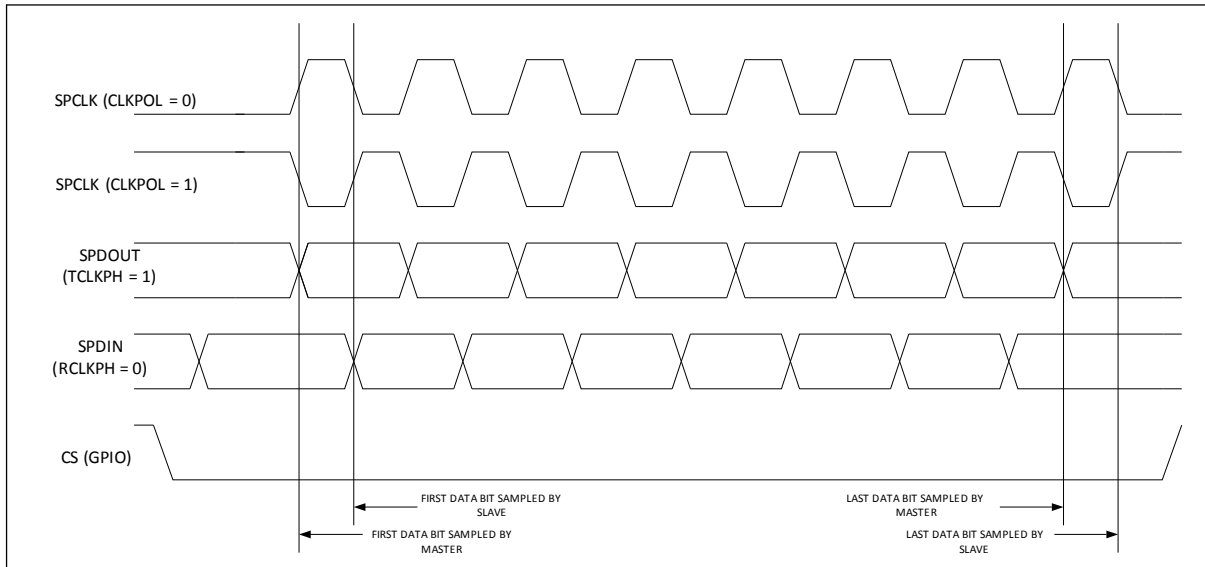 SPCLK (CLKPOL = 0)
SPCLK (CLKPOL = 1)
SPDOUT
(TCLKPH = 1)
SPDIN
(RCLKPH = 0)
CS (GPIO)
FIRST DATA BIT SAMPLED BY
SLAVE
LAST DATA BIT SAMPLED BY
MASTER
FIRST DATA BIT SAMPLED BY
MASTER
LAST DATA BIT SAMPLED BY
SLAVE